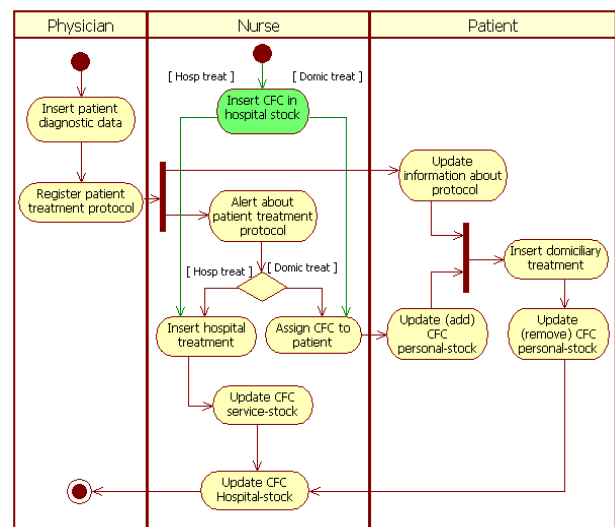 Physician
Nurse
Patient
[ Hosp treat ]
[ Domic treat ]
Insert patient
diagnostic data
Insert CFC in
hospital stock
Register patient
treatment protocol
Alert about
patient treatment
protocol
Update
information about
protocol
[ Hosp treat ]
[ Domic treat ]
Insert domiciliary
treatment
Insert hospital
treatment
Assign CFC to
patient
Update (add)
CFC
personal-stock
Update
(remove) CFC
personal-stock
Update CFC
service-stock
Update CFC
Hospital-stock